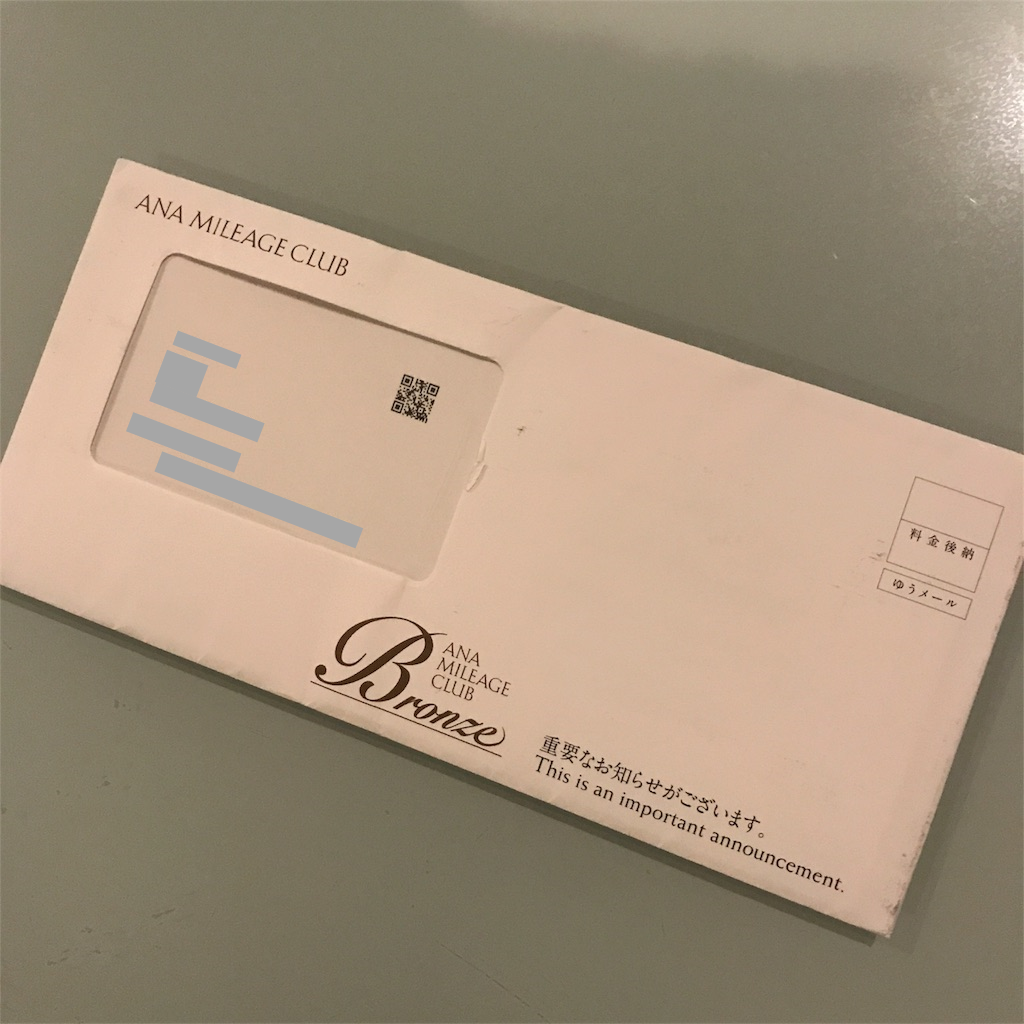 ANA MILEAGE CLUB
料金後納
ゆうメール
Bronze
ANA
MILEAGE
CLUB
重要なお知らせがございます。
This is an important announcement.